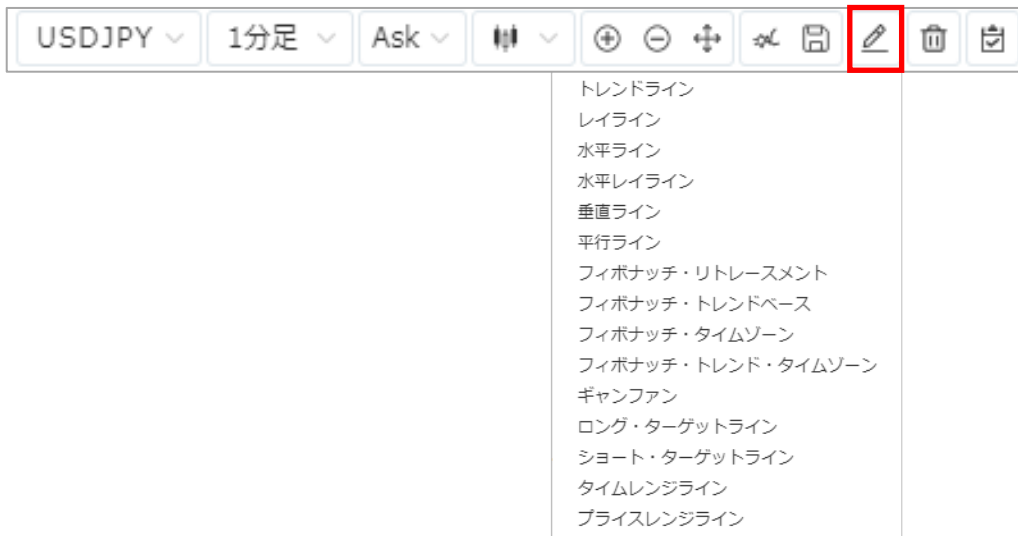 USDJPY 1分足 Ask
トレンドライン
レイライン
水平ライン
水平レイライン
垂直ライン
平行ライン
フィボナッチ・リトレースメント
フィボナッチ・トレンドベース
フィボナッチ・タイムゾーン
フィボナッチ・トレンド・タイムゾーン
ギャンファン
ロング・ターゲットライン
ショート・ターゲットライン
タイムレンジライン
プライスレンジライン